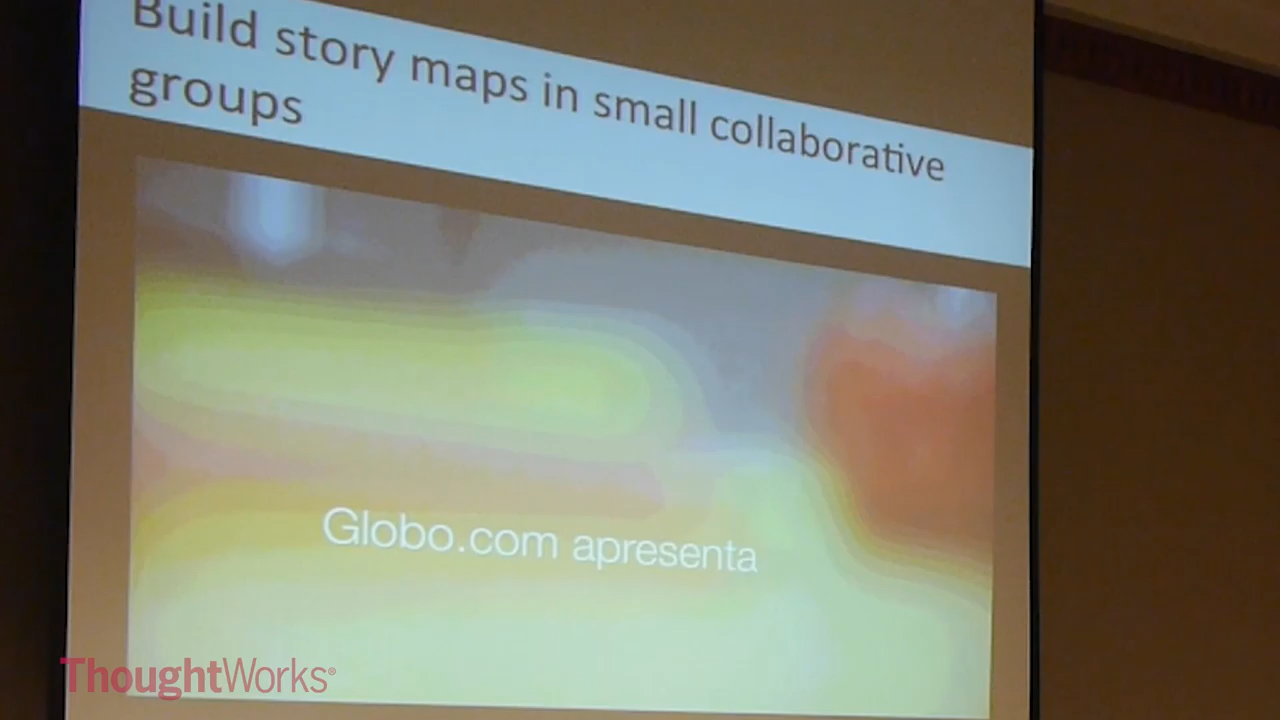 Build story maps in small collaborative
groups
Globo.com apresenta
ThoughtWorks®